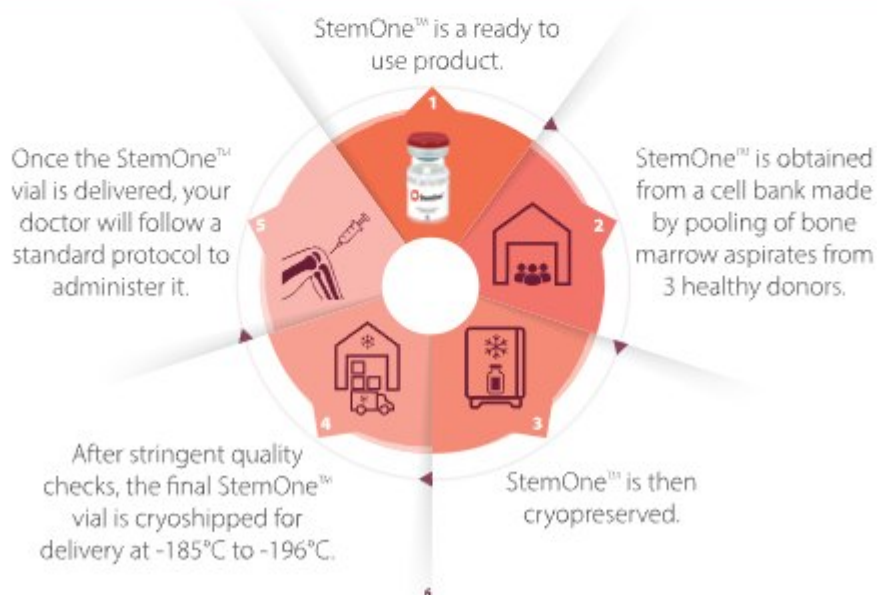 StemOne™ is a ready to
use product.
1
StemOne™ is obtained
from a cell bank made
by pooling of bone
marrow aspirates from
3 healthy donors.
2
StemOne™ is then
cryopreserved.
3
After stringent quality
checks, the final StemOne™
vial is cryoshipped for
delivery at -185°C to -196°C.
4
Once the StemOne™
vial is delivered, your
doctor will follow a
standard protocol to
administer it.
5